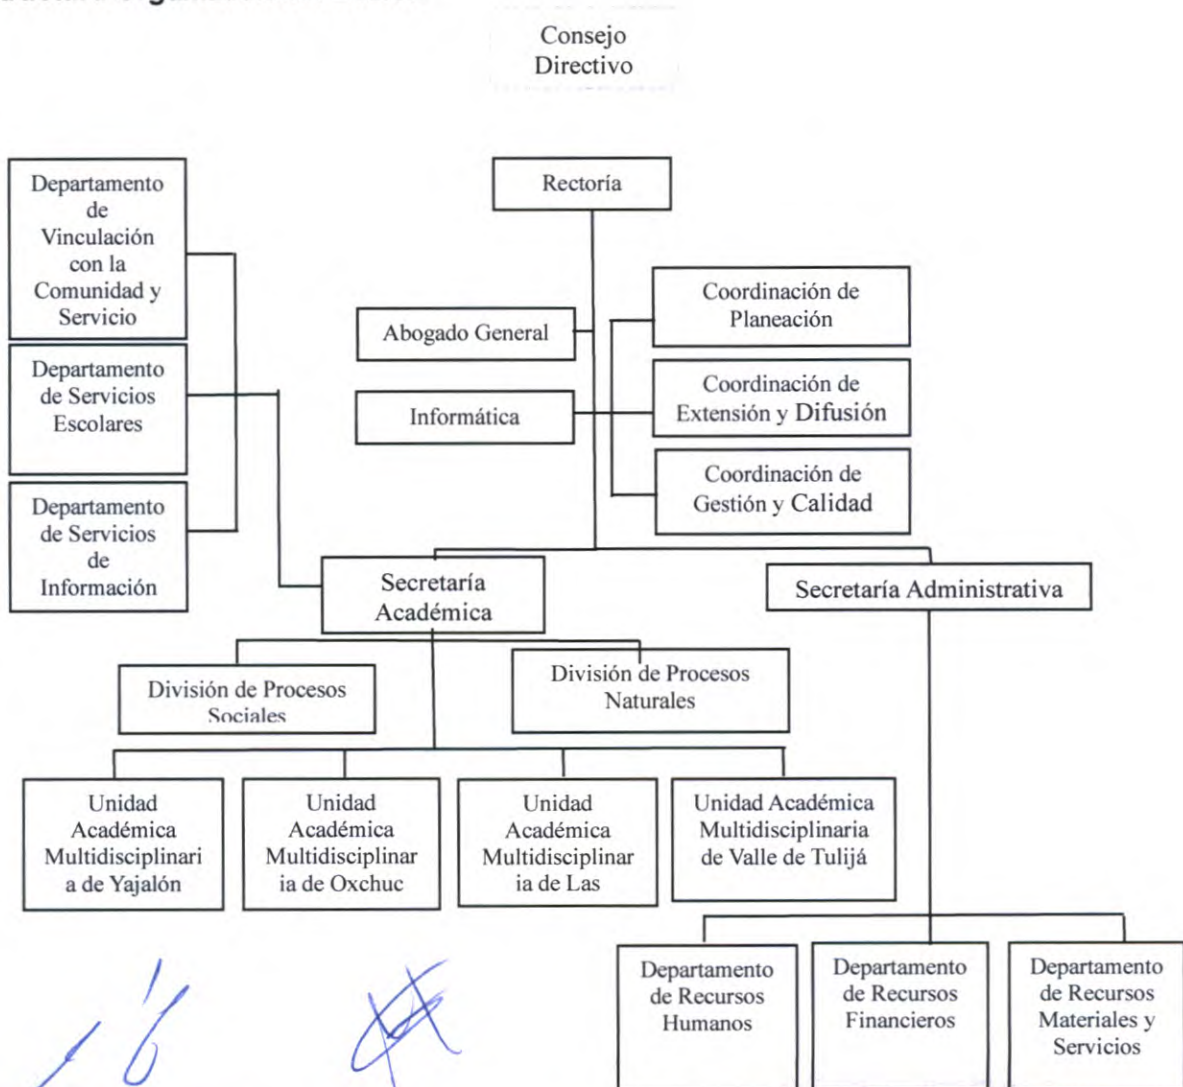 Consejo
Directivo
Rectoría
Departamento
de
Vinculación
con la
Comunidad y
Servicio
Departamento
de Servicios
Escolares
Departamento
de Servicios
de
Información
Abogado General
Informática
Coordinación de
Planeación
Coordinación de
Extensión y Difusión
Coordinación de
Gestión y Calidad
Secretaría
Académica
Secretaría Administrativa
División de Procesos
Sociales
División de Procesos
Naturales
Unidad
Académica
Multidisciplinari
a de Yajalón
Unidad
Académica
Multidisciplinar
ia de Oxchuc
Unidad
Académica
Multidisciplinar
ia de Las
Unidad Académica
Multidisciplinaria
de Valle de Tulijá
Departamento
de Recursos
Humanos
Departamento
de Recursos
Financieros
Departamento
de Recursos
Materiales y
Servicios